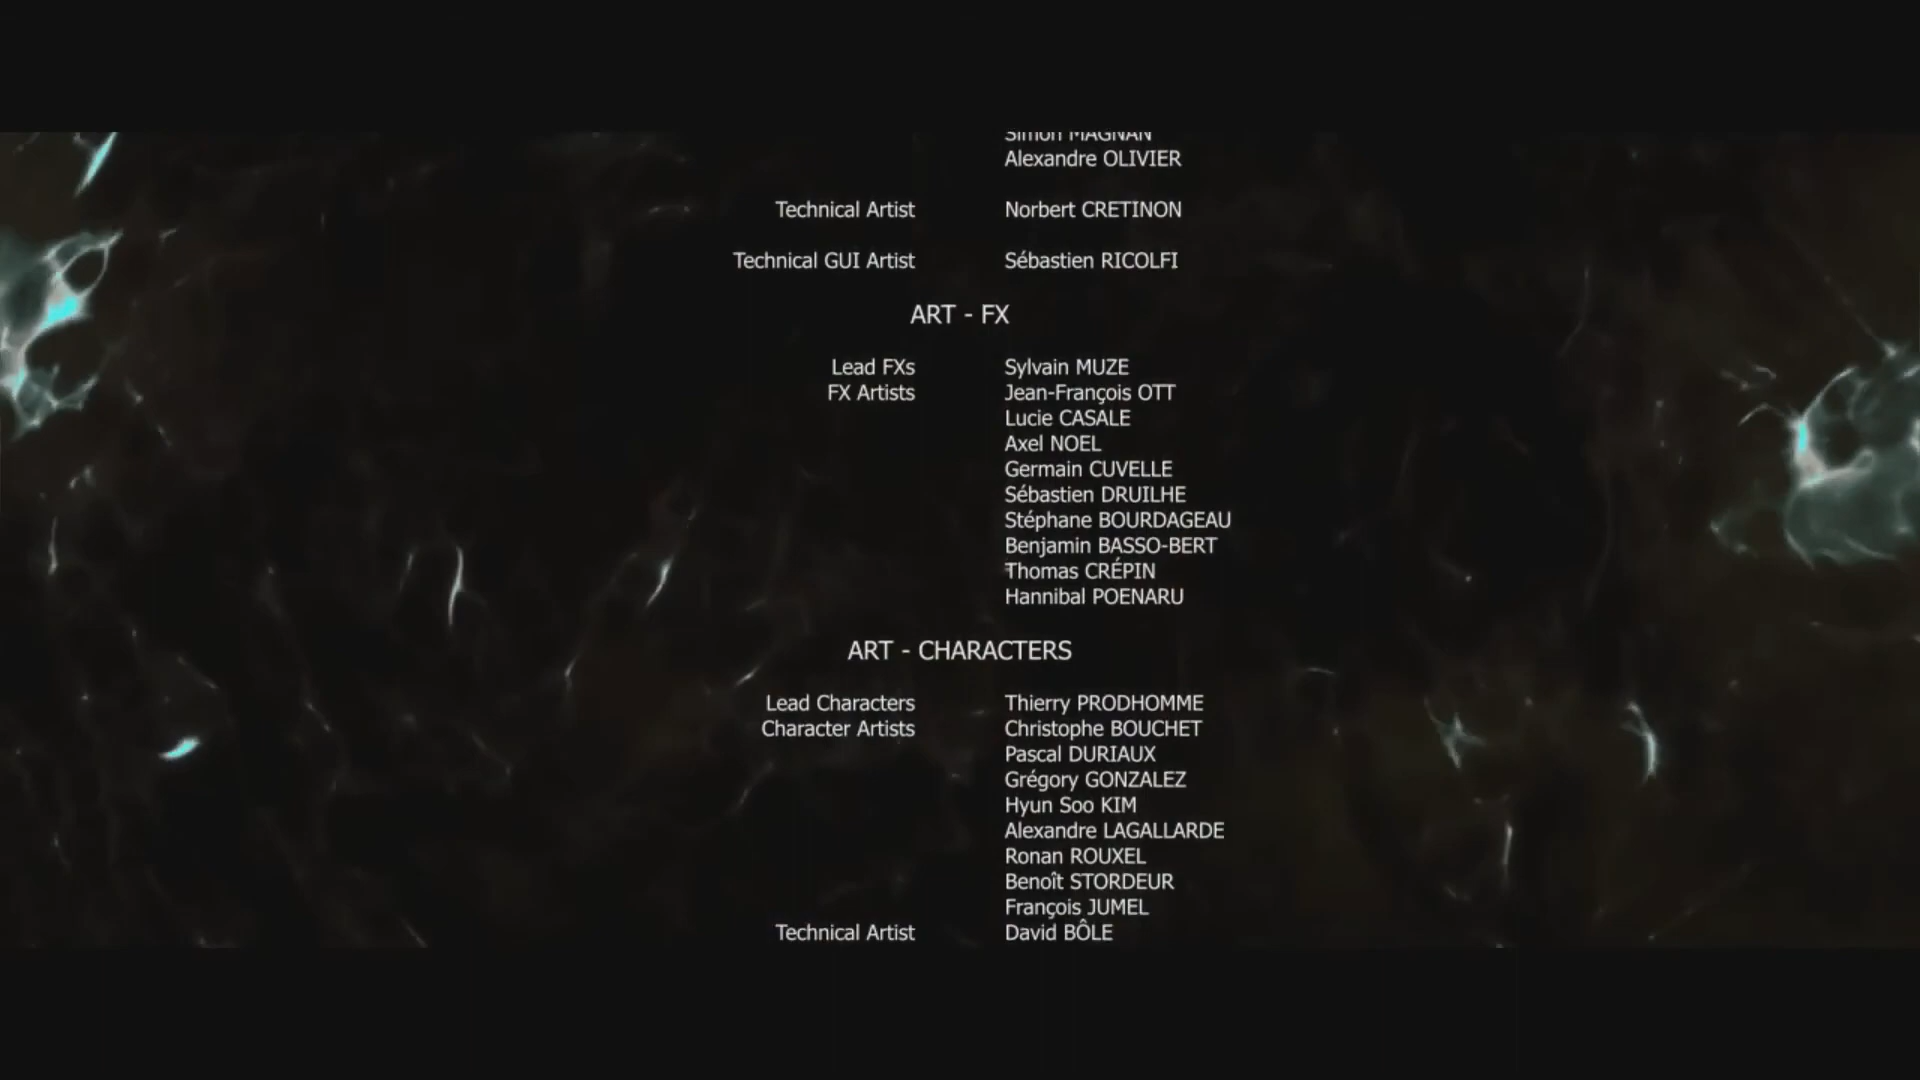 Simon MAGNAN
Alexandre OLIVIER
Technical Artist Norbert CRETINON
Technical GUI Artist Sébastien RICOLFI
ART - FX
Lead FXs Sylvain MUZE
FX Artists Jean-François OTT
Lucie CASALE
Axel NOEL
Germain CUVELLE
Sébastien DRUILHE
Stéphane BOURDAGEAU
Benjamin BASSO-BERT
Thomas CRÉPIN
Hannibal POENARU
ART - CHARACTERS
Lead Characters Thierry PRODHOMME
Character Artists Christophe BOUCHET
Pascal DURIAUX
Grégory GONZALEZ
Hyun Soo KIM
Alexandre LAGALLARDE
Ronan ROUXEL
Benoît STORDEUR
François JUMEL
Technical Artist David BÔLE